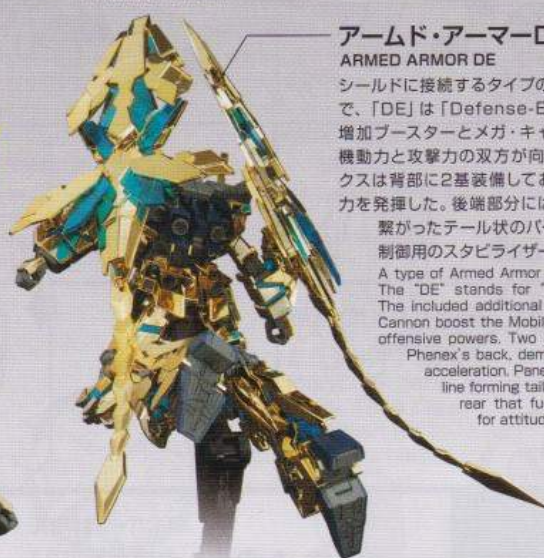 アームド・アーマーD
ARMED ARMOR DE
シールドに接続するタイプの
で、「DE」は「Defense-E
増加ブースターとメガ・キャ
機動力と攻撃力の双方が向
クスは背部に2基装備してお
力を発揮した。後端部分には
繋がったテール状のパー
制御用のスタビライザー
A type of Armed Armor
The "DE" stands for "
The included additional
Cannon boost the Mobil
offensive powers. Two
Phenex's back, dem
acceleration. Pane
line forming tail
rear that fu
for attitud